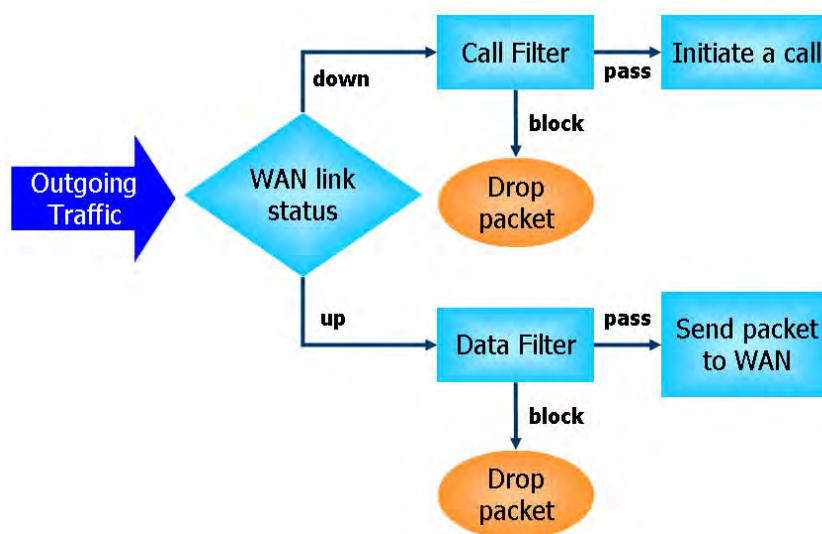 Outgoing
Traffic
WAN link
status
down
Call Filter
pass
Initiate a call
block
Drop
packet
up
Data Filter
pass
Send packet
to WAN
block
Drop
packet